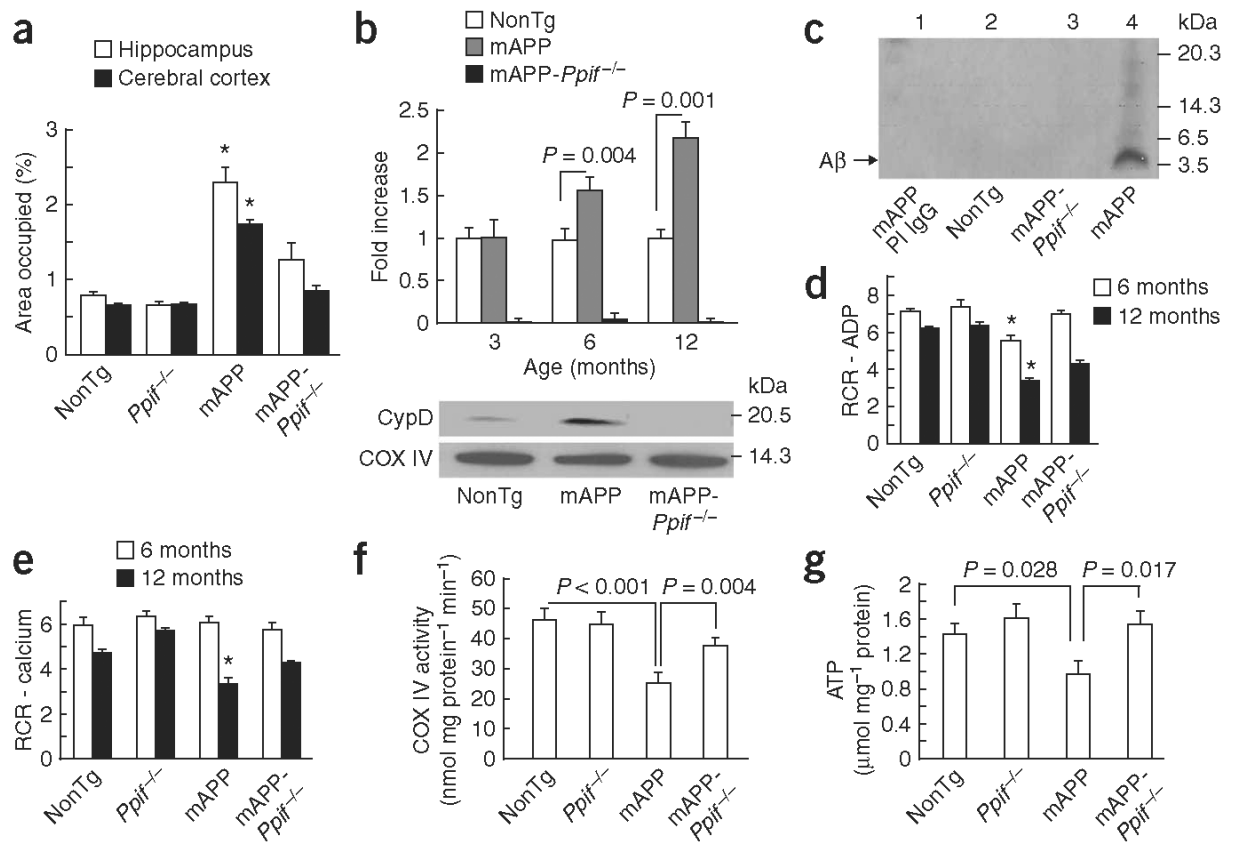 a
Hippocampus
Cerebral cortex
Area occupied (%)
3
2
1
0
NonTg
Ppif–/–
mAPP
mAPP-
Ppif–/–
b
NonTg
mAPP
mAPP-Ppif–/–
Fold increase
2.5
2
1.5
1
0.5
0
P = 0.004
P = 0.001
3 6 12
Age (months)
kDa
CypD
20.5
COX IV
14.3
NonTg mAPP mAPP-
Ppif–/–
c
1 2 3 4 kDa
20.3
14.3
6.5
3.5
Aβ
mAPP
PI IgG
NonTg
mAPP-
Ppif–/–
mAPP
d
6 months
12 months
RCR - ADP
8
6
4
2
0
*
*
NonTg
Ppif–/–
mAPP
mAPP-
Ppif–/–
e
6 months
12 months
RCR - calcium
6
4
2
0
*
NonTg
Ppif–/–
mAPP
mAPP-
Ppif–/–
f
COX IV activity
(nmol mg protein–1 min–1)
60
50
40
30
20
10
0
P < 0.001 P = 0.004
NonTg
Ppif–/–
mAPP
mAPP-
Ppif–/–
g
ATP
(μmol mg–1 protein)
2
1.6
1.2
0.8
0.4
0
P = 0.028 P = 0.017
NonTg
Ppif–/–
mAPP
mAPP-
Ppif–/–